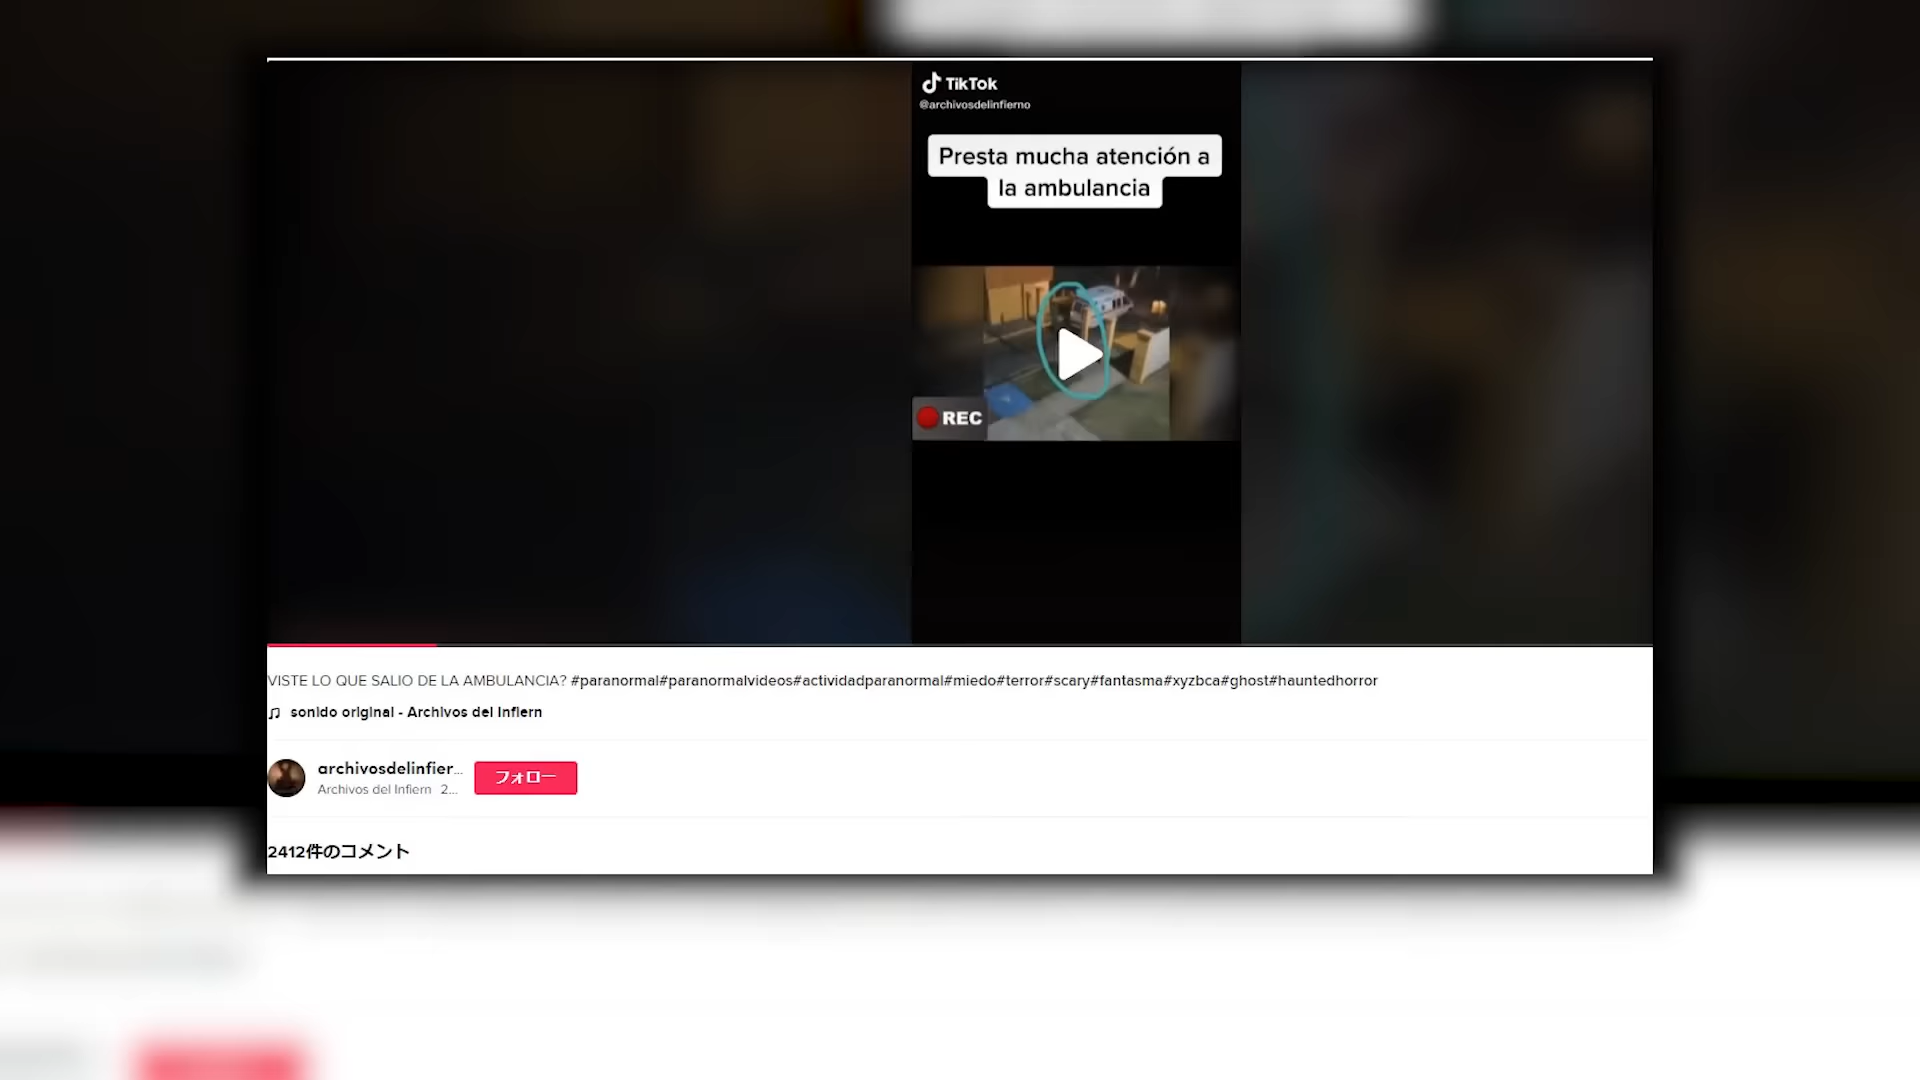 TikTok
@archivosdelinfierno
Presta mucha atención a
la ambulancia
REC
VISTE LO QUE SALIO DE LA AMBULANCIA? #paranormal#paranormalvideos#actividadparanormal#miedo#terror#scary#fantasma#xyzbca#ghost#hauntedhorror
sonido original - Archivos del Infiern
archivosdelinfier...
フォロー
Archivos del Infiern 2...
2412件のコメント